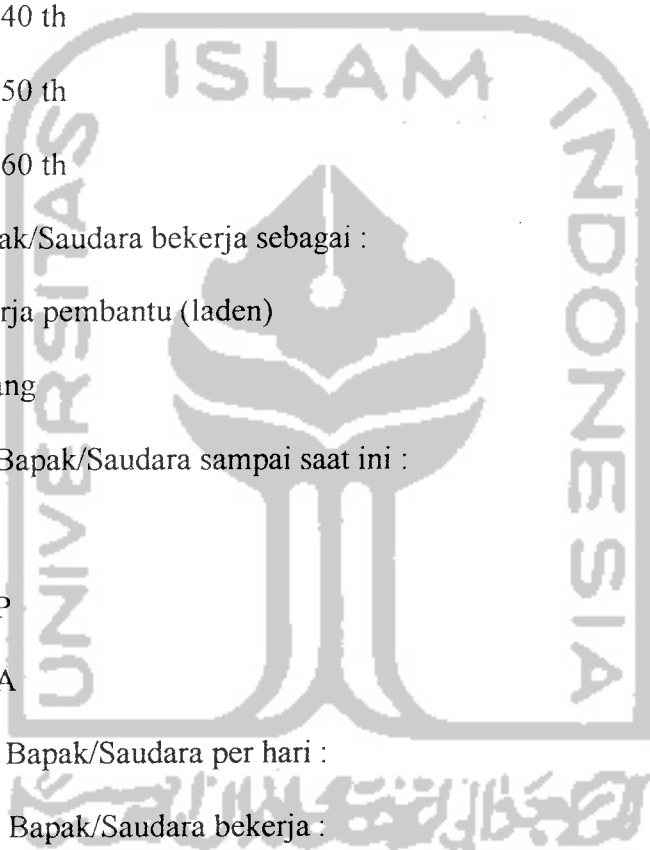 40 th
ISLAM
50 th
60 th
ak/Saudara bekerja sebagai :
rja pembantu (laden)
ang
Bapak/Saudara sampai saat ini :
P
A
Bapak/Saudara per hari :
Bapak/Saudara bekerja :
UNIVERSITAS
INDONESIA